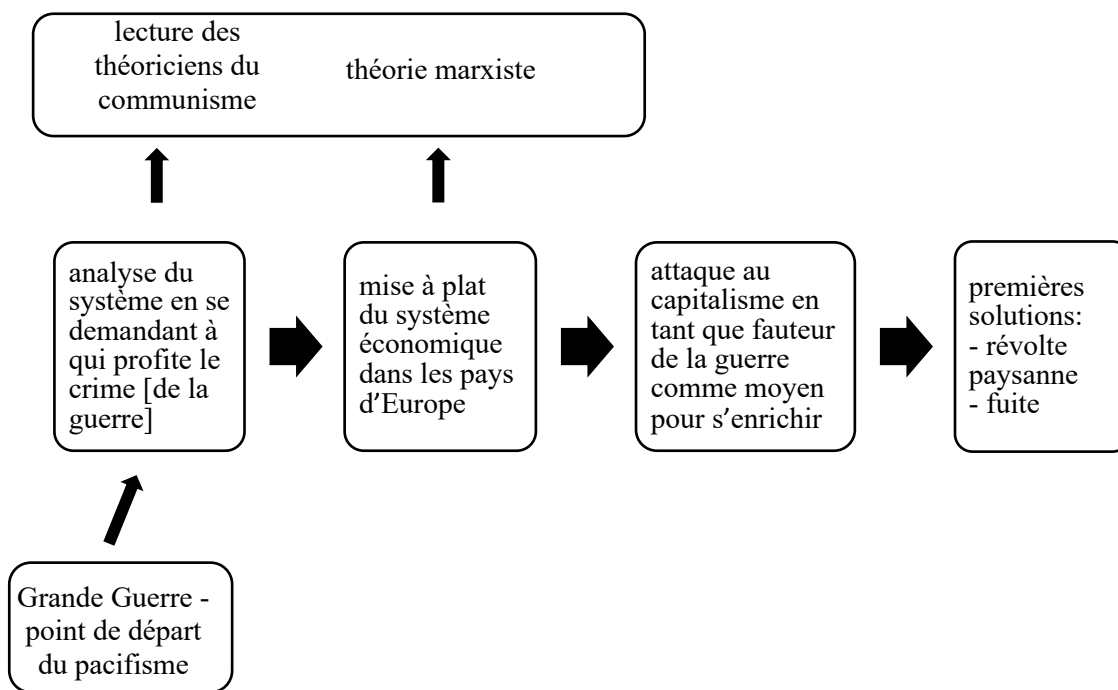 lecture des
théoriciens du
communisme
théorie marxiste
analyse du
système en se
demandant à
qui profite le
crime [de la
guerre]
mise à plat
du système
économique
dans les pays
d’Europe
attaque au
capitalisme en
tant que fauteur
de la guerre
comme moyen
pour s’enrichir
premières
solutions:
- révolte
paysanne
- fuite
Grande Guerre -
point de départ
du pacifisme